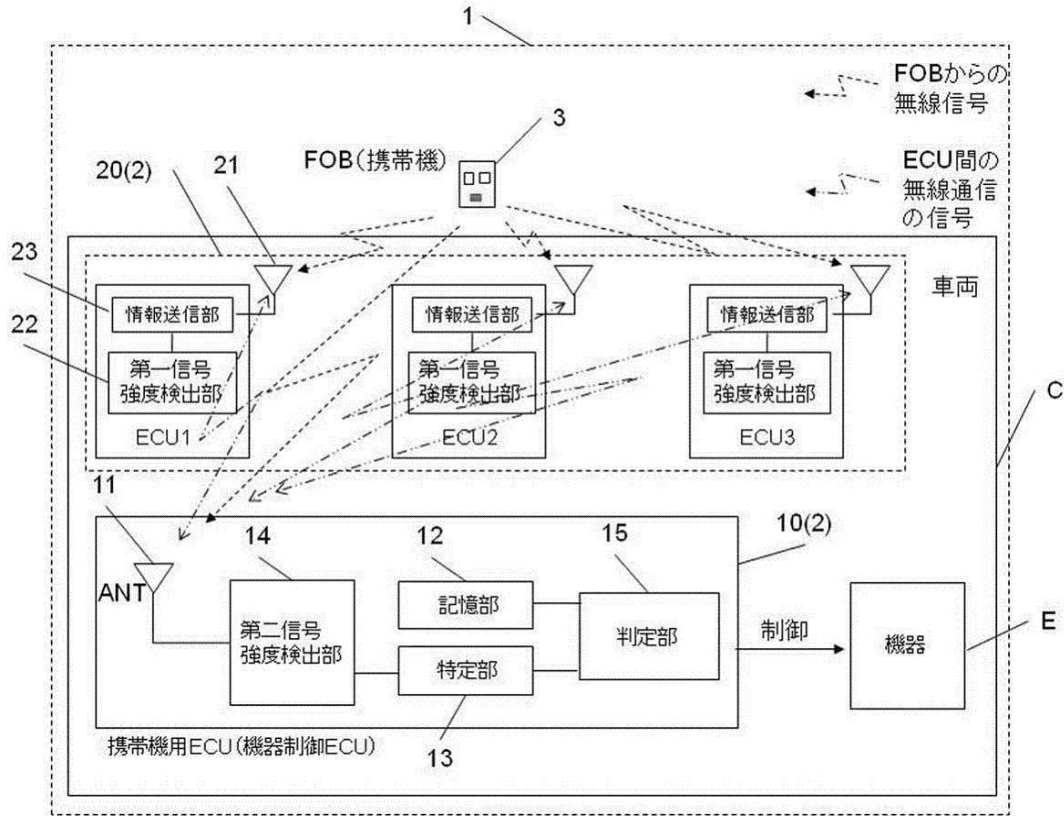 1
FOBからの
無線信号
3
FOB(携帯機)
20(2)
21
ECU間の
無線通信
の信号
23
車両
情報送信部
情報送信部
情報送信部
22
第一信号
強度検出部
第一信号
強度検出部
第一信号
強度検出部
C
ECU1
ECU2
ECU3
11
14
12
15
10(2)
ANT
第二信号
強度検出部
記憶部
判定部
制御
機器
E
特定部
携帯機用ECU(機器制御ECU)
13